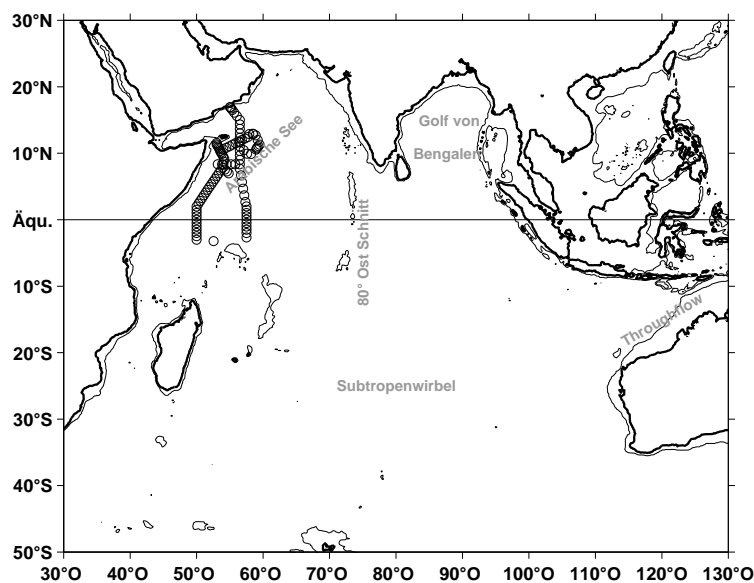 30°N
20°N
Golf von
Arabische See
10°N
Bengalen
Äqu.
80° Ost Schnitt
10°S
Throughflow
20°S
Subtropenwirbel
30°S
40°S
50°S
30°O 40°O 50°O 60°O 70°O 80°O 90°O 100°O 110°O 120°O 130°O